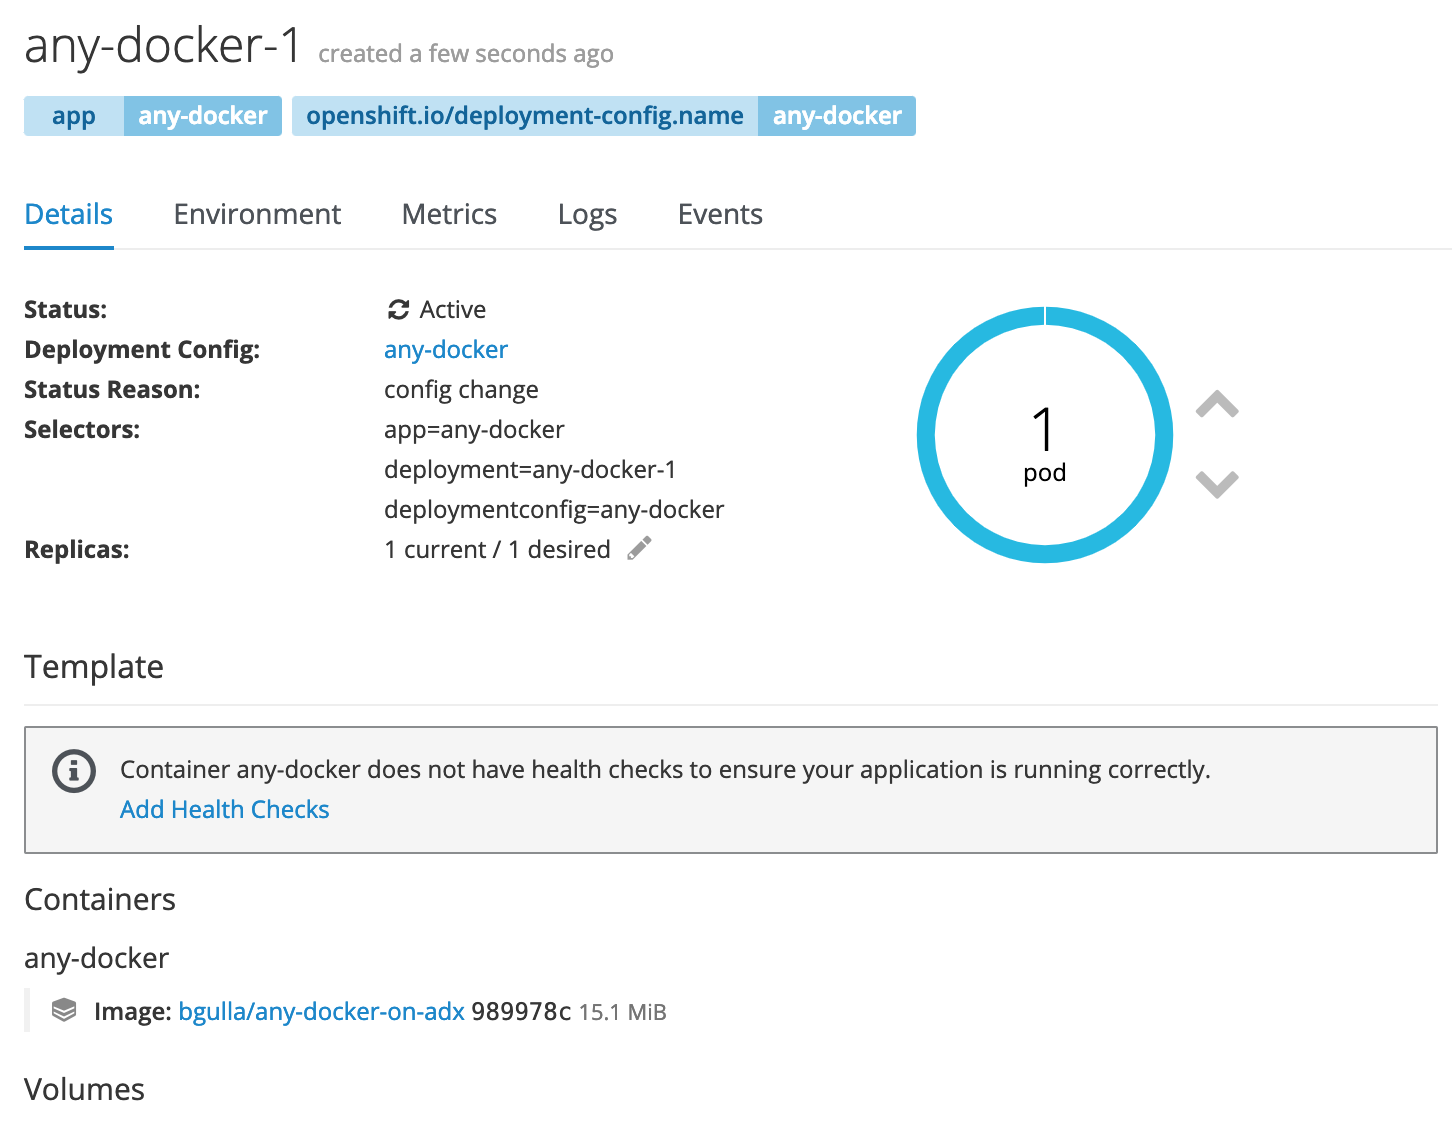 any-docker-1 created a few seconds ago
app any-docker openshift.io/deployment-config.name any-docker
Details Environment Metrics Logs Events
Status: Active
Deployment Config: any-docker
Status Reason: config change
Selectors: app=any-docker
deployment=any-docker-1
deploymentconfig=any-docker
Replicas: 1 current / 1 desired
1
pod
Template
Container any-docker does not have health checks to ensure your application is running correctly.
Add Health Checks
Containers
any-docker
Image: bgulla/any-docker-on-adx 989978c 15.1 MiB
Volumes